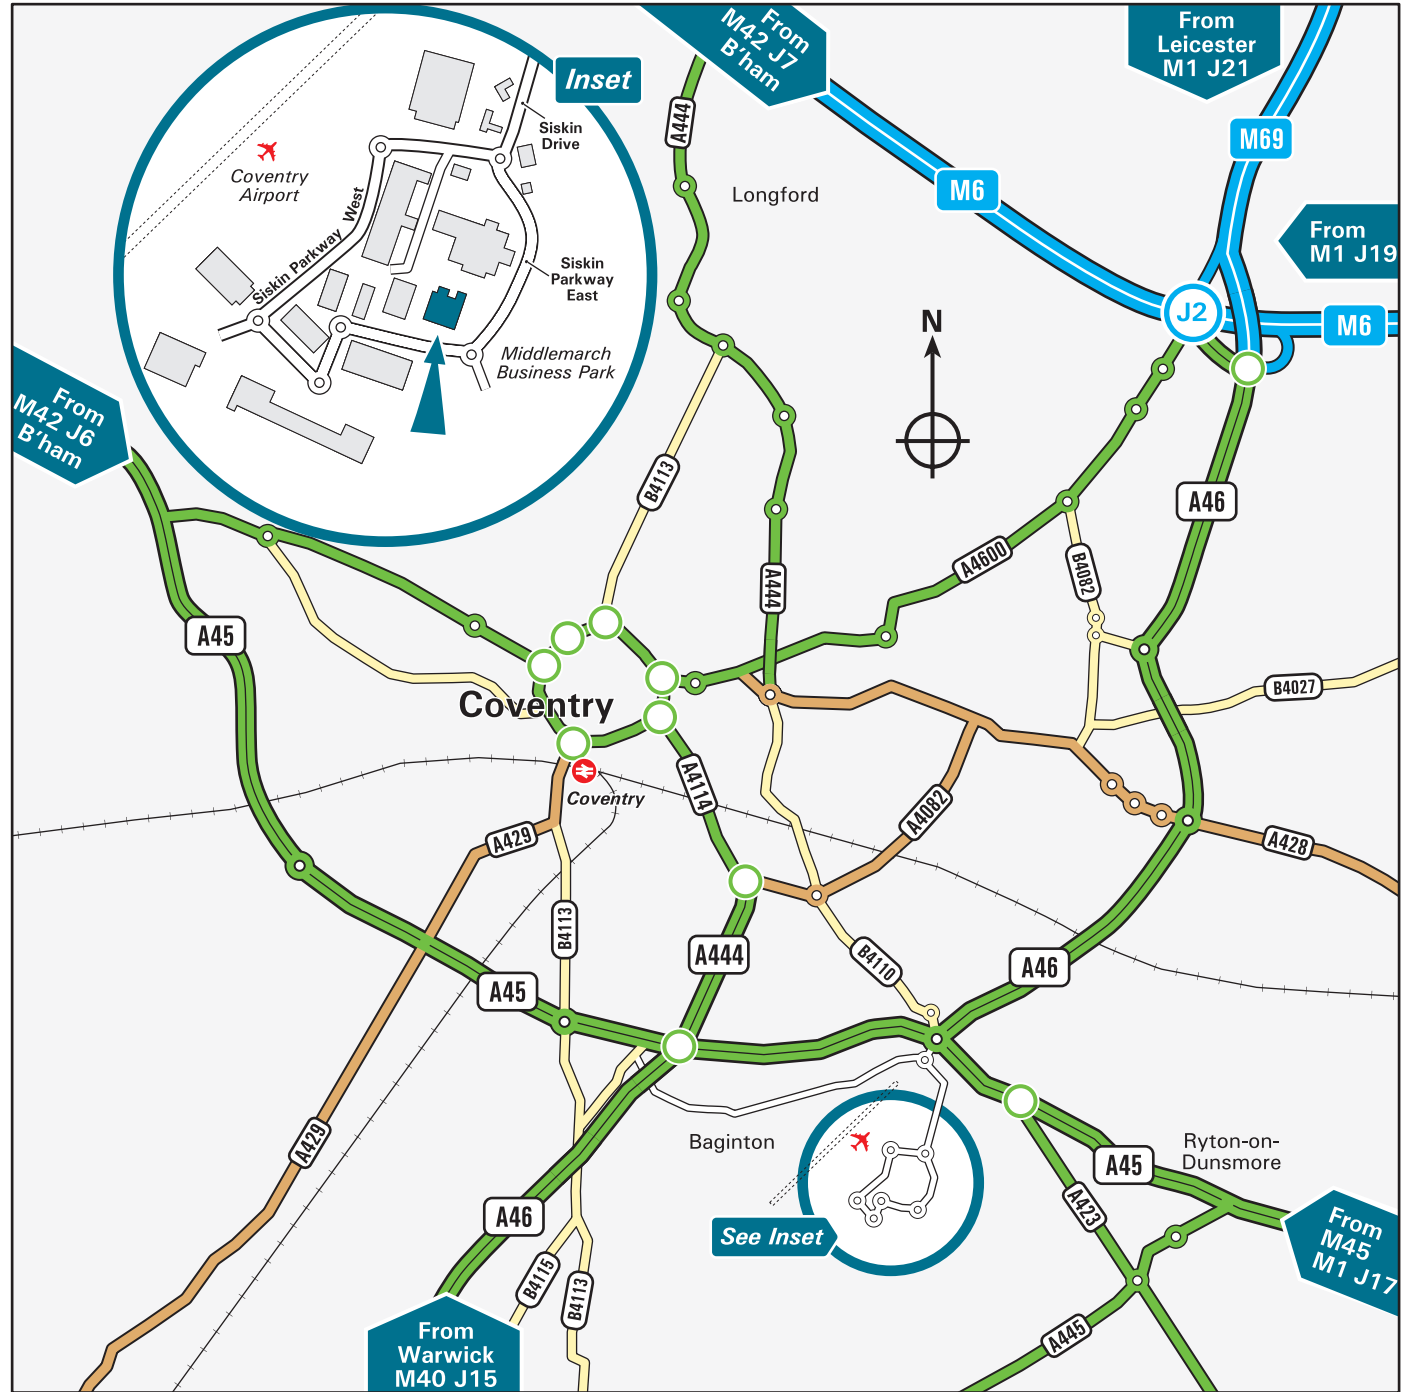 From
M42 J7
B'ham
From
Leicester
M1 J21
Inset
A444
M69
Siskin
Drive
Coventry
Airport
Longford
M6
Siskin Parkway West
From
M1 J19
Siskin
Parkway
East
J2
M6
N
Middlemarch
Business Park
From
M42 J6
B'ham
B4113
A46
A4600
B4082
A444
A45
B4027
Coventry
Coventry
A4114
A4082
A429
A428
B4113
A444
B4110
A46
A45
A429
Baginton
Ryton-on-
Dunsmore
A45
A423
A46
See Inset
From
M45
M1 J17
B4115
B4113
From
Warwick
M40 J15
A445